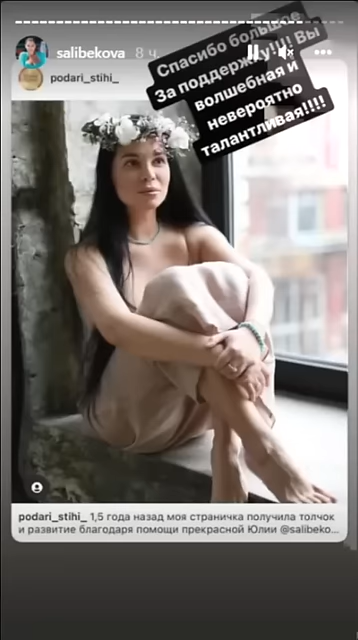 salibekova 8 ч.
podari_stihi_
Спасибо большое
За поддержку!!! Вы
волшебная и
невероятно
талантливая!!!!
podari_stihi_ 1,5 года назад моя страничка получила толчок
и развитие благодаря помощи прекрасной Юлии @salibeko...